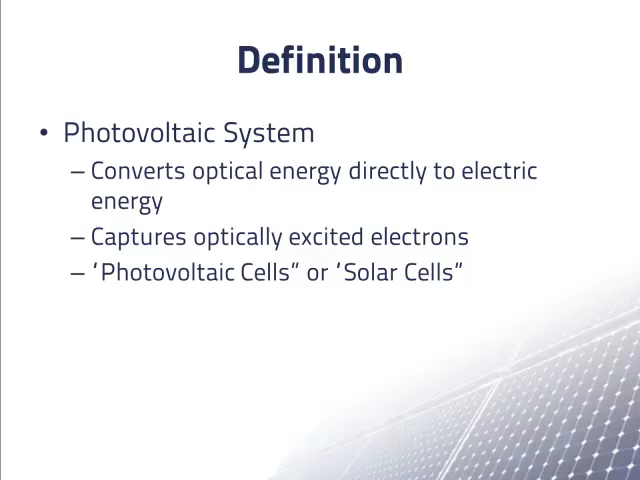 Definition
• Photovoltaic System
– Converts optical energy directly to electric
energy
– Captures optically excited electrons
– ‘Photovoltaic Cells” or ‘Solar Cells”